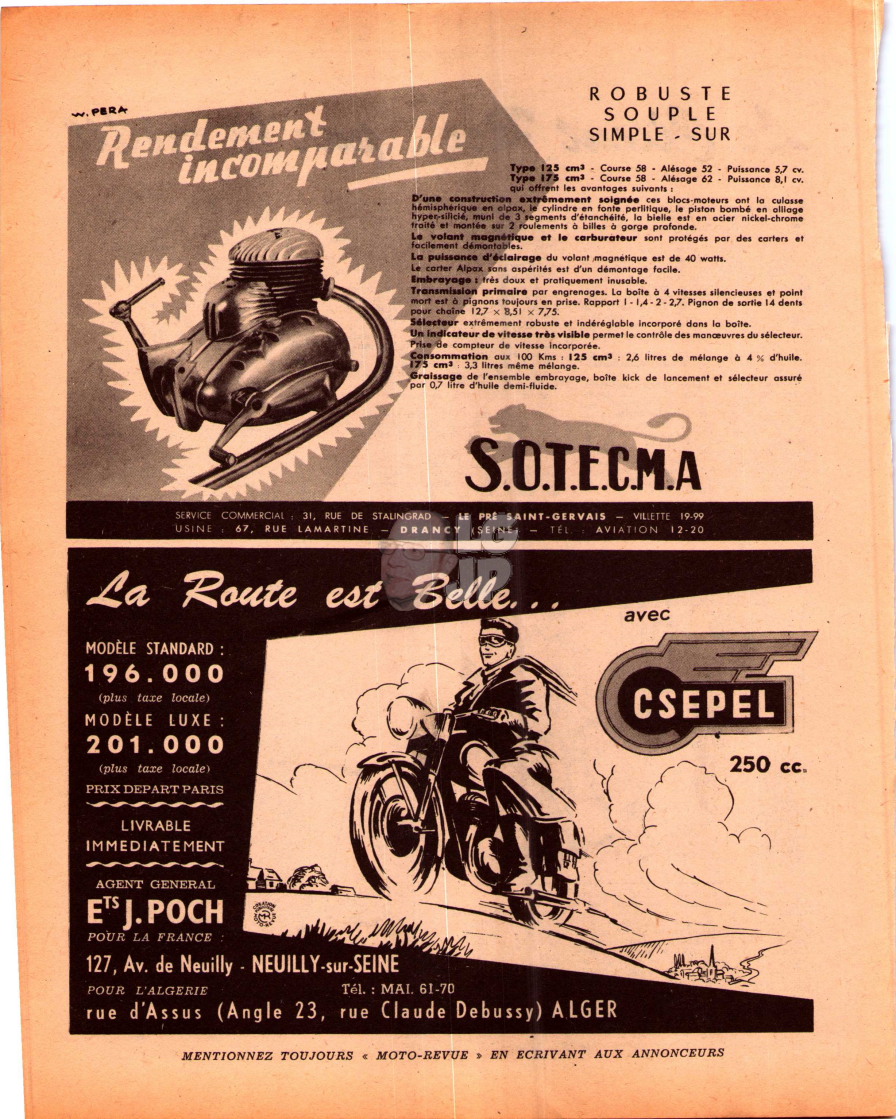 W. PERA
Rendement
incomparable
ROBUSTE
SOUPLE
SIMPLE - SUR
Type 125 cm³ - Course 58 - Alésage 52 - Puissance 5,7 cv.
Type 175 cm³ - Course 58 - Alésage 62 - Puissance 8,1 cv.
qui offrent les avantages suivants :
D'une construction extrêmement soignée ces blocs-moteurs ont la culasse
hémisphérique en alpax, le cylindre en fonte perlitique, le piston bombé en alliage
hyper-silicié, muni de 3 segments d'étanchéité, la bielle est en acier nickel-chrome
traité et montée sur 2 roulements à billes à gorge profonde.
Le volant magnétique et le carburateur sont protégés par des carters et
facilement démontables.
La puissance d'éclairage du volant magnétique est de 40 watts.
Le carter Alpax sans aspérités est d'un démontage facile.
Embrayage : très doux et pratiquement inusable.
Transmission primaire par engrenages. La boîte à 4 vitesses silencieuses et point
mort est à pignons toujours en prise. Rapport 1 - 1,4 - 2 - 2,7. Pignon de sortie 14 dents
pour chaîne 12,7 × 8,51 × 7,75.
Sélecteur extrêmement robuste et indéréglable incorporé dans la boîte.
Un indicateur de vitesse très visible permet le contrôle des manœuvres du sélecteur.
Prise de compteur de vitesse incorporée.
Consommation aux 100 Kms : 125 cm³ : 2,6 litres de mélange à 4 % d'huile.
175 cm³ : 3,3 litres même mélange.
Graissage de l'ensemble embrayage, boîte kick de lancement et sélecteur assuré
par 0,7 litre d'huile demi-fluide.
S.O.T.E.C.M.A
SERVICE COMMERCIAL : 31, RUE DE STALINGRAD — LE PRÉ SAINT-GERVAIS — VILLETTE 19-99
USINE : 67, RUE LAMARTINE — DRANCY (SEINE) — TÉL. : AVIATION 12-20
La Route est Belle...
avec
CSEPEL
250 cc.
MODÈLE STANDARD :
196.000
(plus taxe locale)
MODÈLE LUXE :
201.000
(plus taxe locale)
PRIX DEPART PARIS
LIVRABLE
IMMEDIATEMENT
AGENT GENERAL
ETS J. POCH
POUR LA FRANCE :
127, Av. de Neuilly - NEUILLY-sur-SEINE
POUR L'ALGERIE Tél. : MAI. 61-70
rue d'Assus (Angle 23, rue Claude Debussy) ALGER
MENTIONNEZ TOUJOURS « MOTO-REVUE » EN ECRIVANT AUX ANNONCEURS